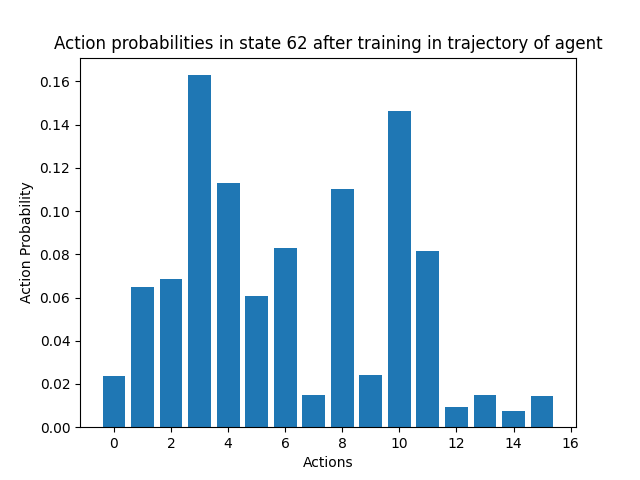 Action probabilities in state 62 after training in trajectory of agent
0.16
0.14
0.12
0.10
0.08
0.06
0.04
0.02
0.00
Action Probability
0 2 4 6 8 10 12 14 16
Actions